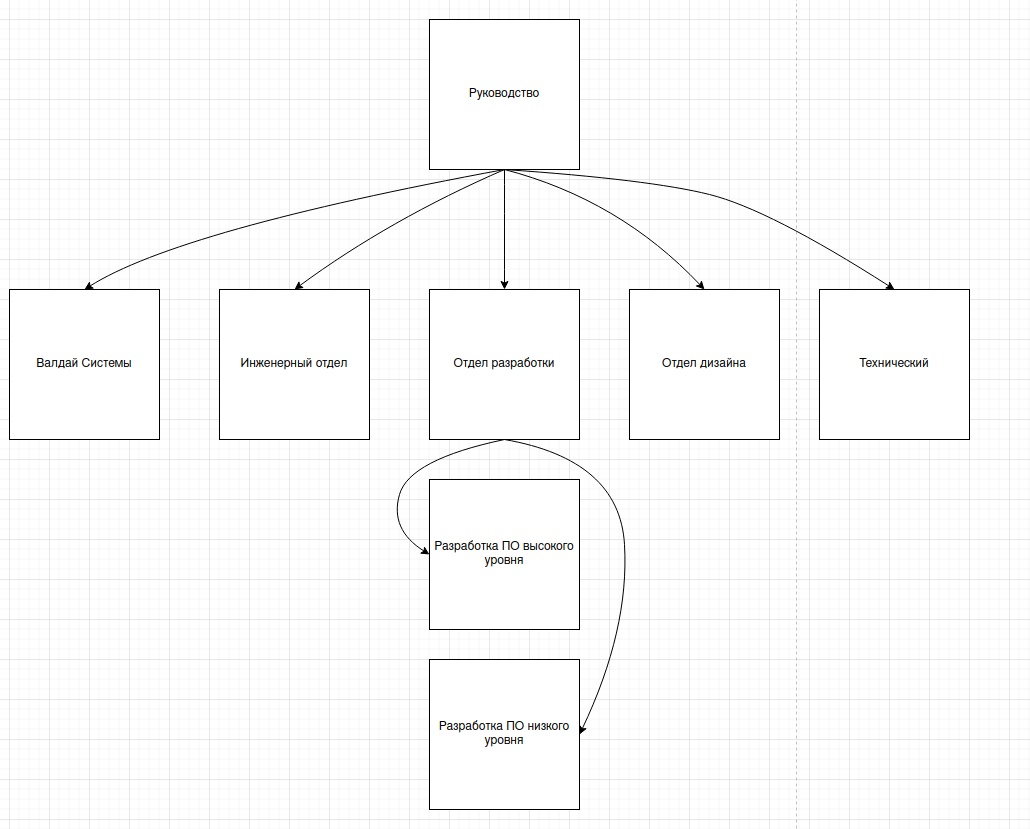 Руководство
Валдай Системы
Инженерный отдел
Отдел разработки
Отдел дизайна
Технический
Разработка ПО высокого
уровня
Разработка ПО низкого
уровня